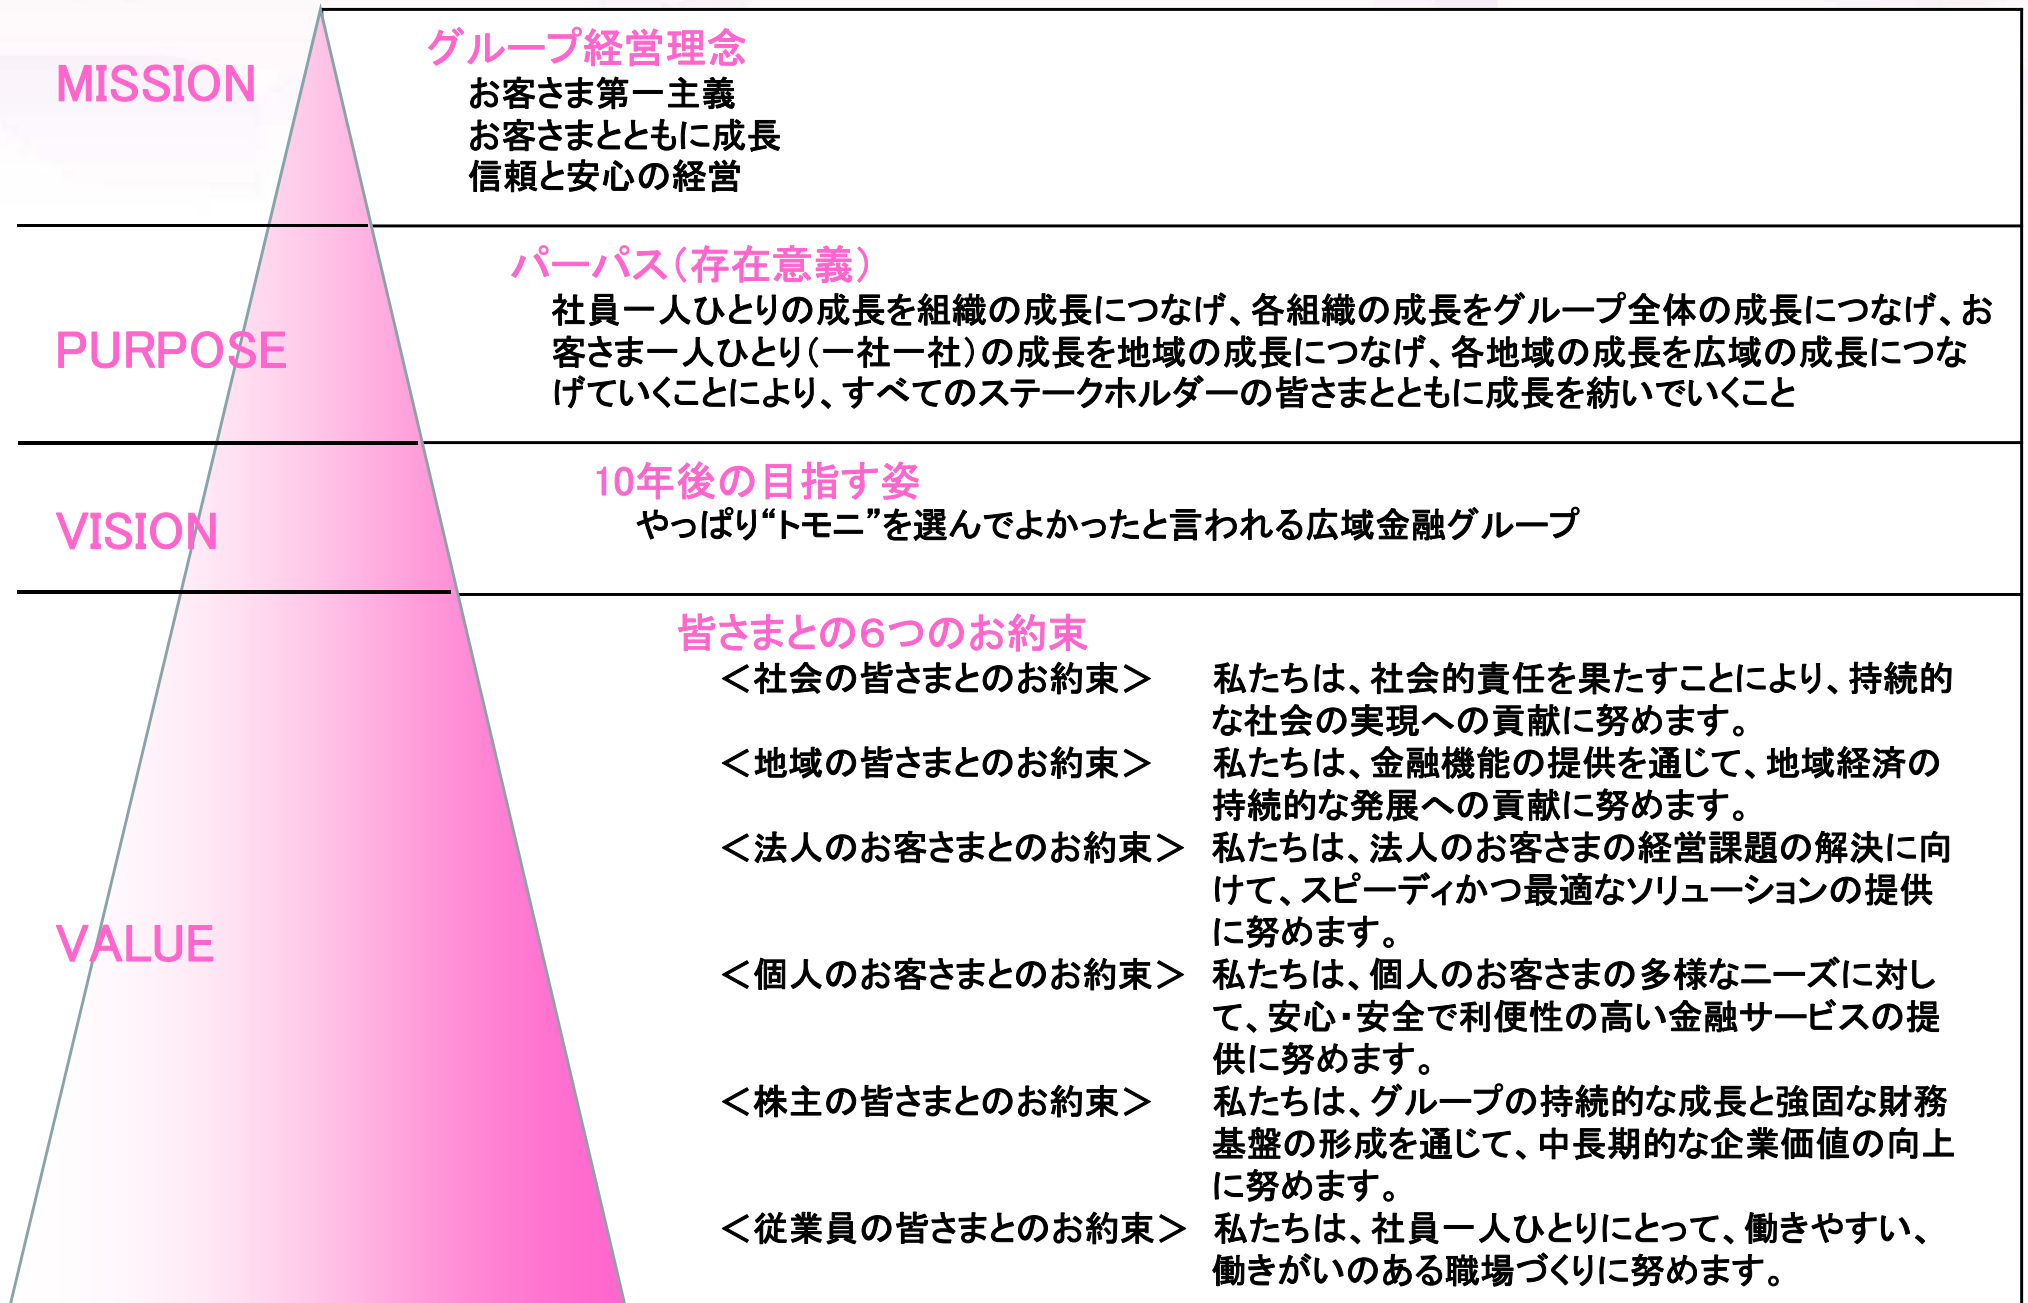 MISSION
グループ経営理念
お客さま第一主義
お客さまとともに成長
信頼と安心の経営
PURPOSE
パーパス（存在意義）
社員一人ひとりの成長を組織の成長につなげ、各組織の成長をグループ全体の成長につなげ、お
客さま一人ひとり（一社一社）の成長を地域の成長につなげ、各地域の成長を広域の成長につな
げていくことにより、すべてのステークホルダーの皆さまとともに成長を紡いでいくこと
VISION
10年後の目指す姿
やっぱり“トモニ”を選んでよかったと言われる広域金融グループ
VALUE
皆さまとの6つのお約束
＜社会の皆さまとのお約束＞ 私たちは、社会的責任を果たすことにより、持続的
な社会の実現への貢献に努めます。
＜地域の皆さまとのお約束＞ 私たちは、金融機能の提供を通じて、地域経済の
持続的な発展への貢献に努めます。
＜法人のお客さまとのお約束＞ 私たちは、法人のお客さまの経営課題の解決に向
けて、スピーディかつ最適なソリューションの提供
に努めます。
＜個人のお客さまとのお約束＞ 私たちは、個人のお客さまの多様なニーズに対し
て、安心・安全で利便性の高い金融サービスの提
供に努めます。
＜株主の皆さまとのお約束＞ 私たちは、グループの持続的な成長と強固な財務
基盤の形成を通じて、中長期的な企業価値の向上
に努めます。
＜従業員の皆さまとのお約束＞ 私たちは、社員一人ひとりにとって、働きやすい、
働きがいのある職場づくりに努めます。